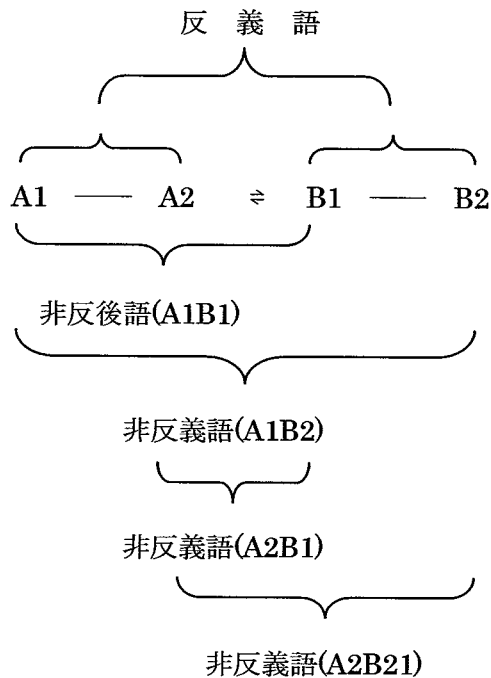 反義語
A1 — A2 ⇌ B1 — B2
非反後語(A1B1)
非反義語(A1B2)
非反義語(A2B1)
非反義語(A2B21)